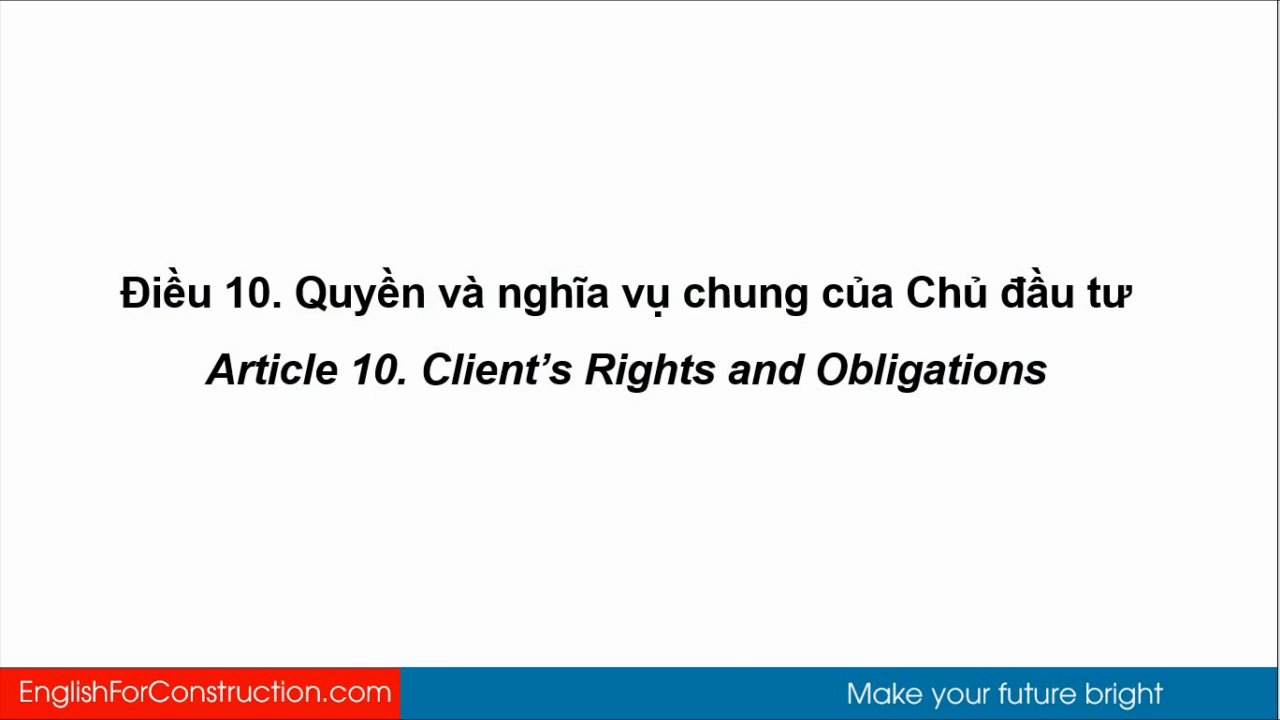 Điều 10. Quyền và nghĩa vụ chung của Chủ đầu tư
Article 10. Client’s Rights and Obligations
EnglishForConstruction.com
Make your future bright